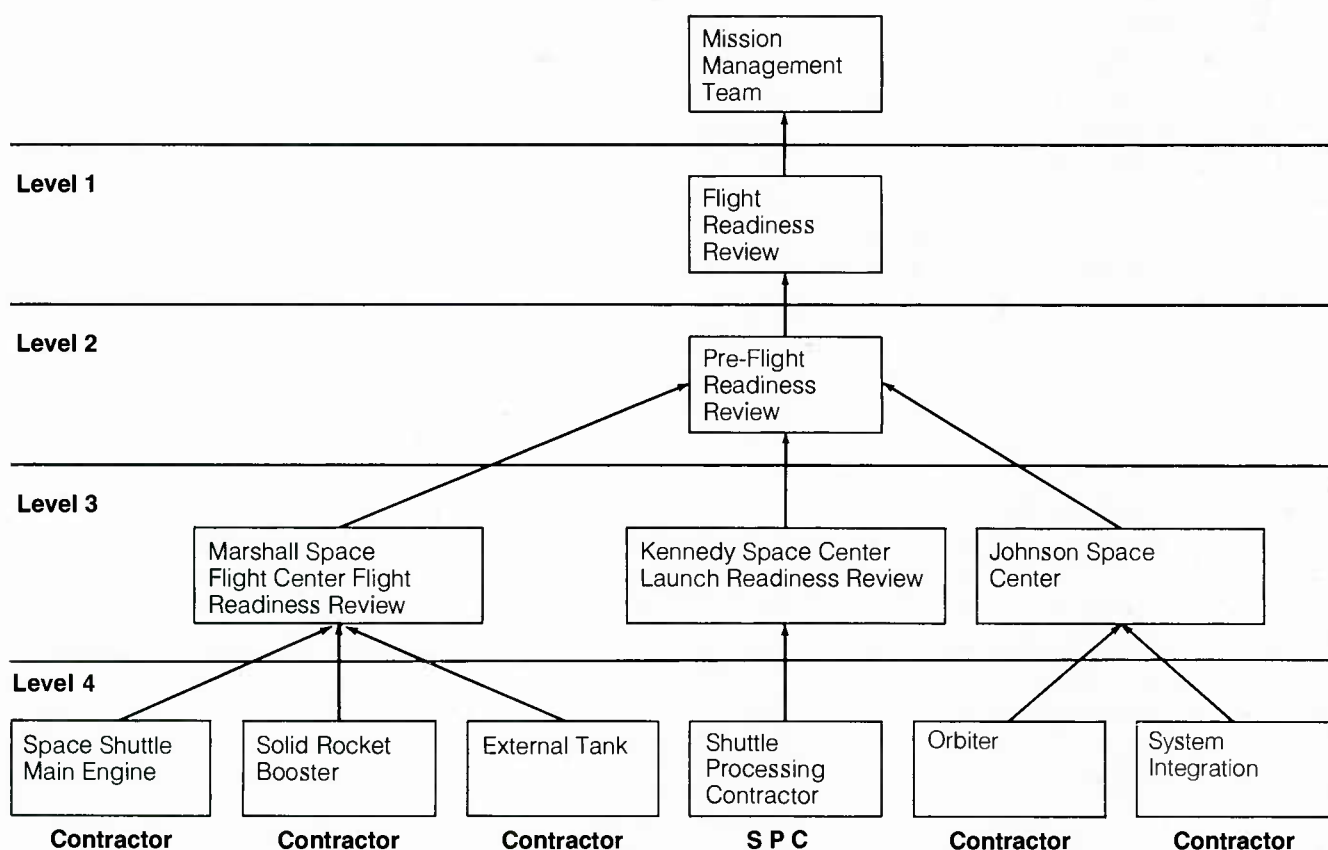 Mission
Management
Team
Level 1
Flight
Readiness
Review
Level 2
Pre-Flight
Readiness
Review
Level 3
Marshall Space
Flight Center Flight
Readiness Review
Kennedy Space Center
Launch Readiness Review
Johnson Space
Center
Level 4
Space Shuttle
Main Engine
Solid Rocket
Booster
External Tank
Shuttle
Processing
Contractor
Orbiter
System
Integration
Contractor
Contractor
Contractor
S P C
Contractor
Contractor